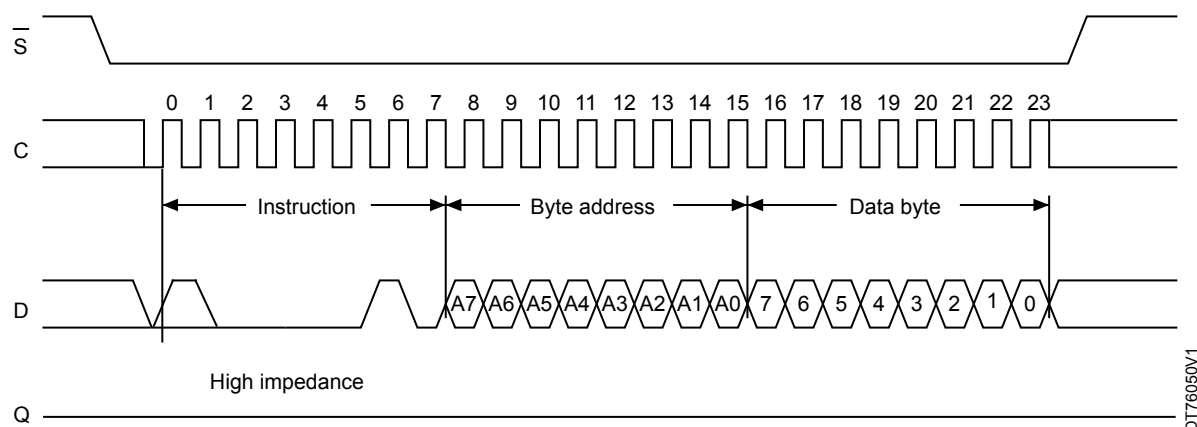 S
0 1 2 3 4 5 6 7 8 9 10 11 12 13 14 15 16 17 18 19 20 21 22 23
C
Instruction Byte address Data byte
D A7 A6 A5 A4 A3 A2 A1 A0 7 6 5 4 3 2 1 0
High impedance
Q
DT76050V1